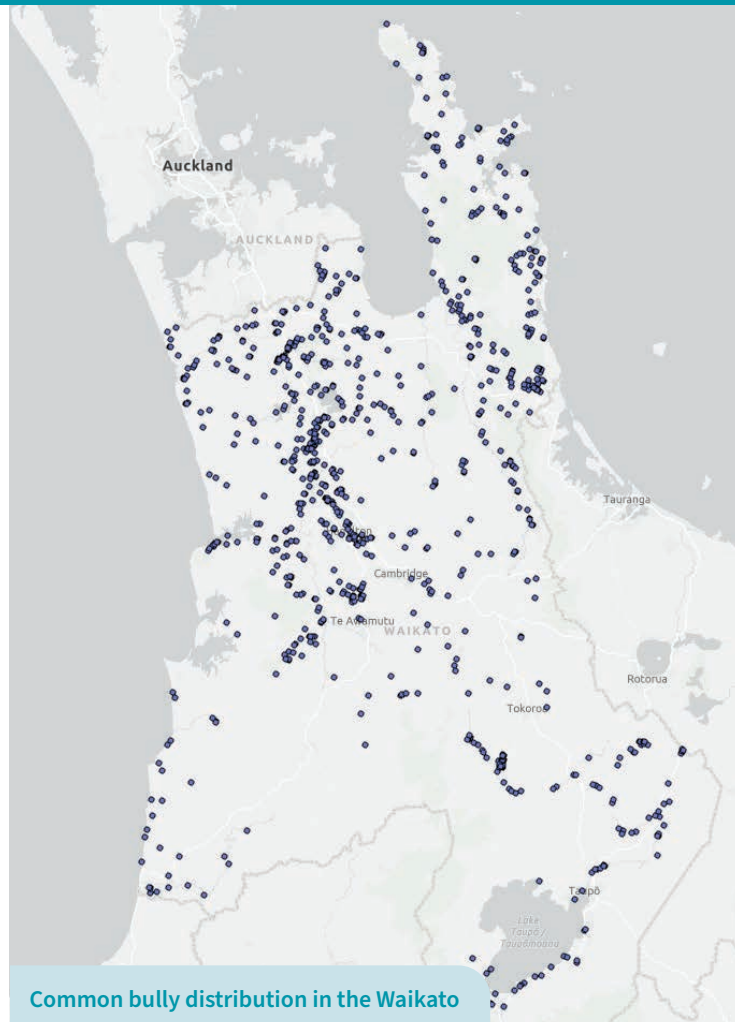 Auckland
AUCKLAND
Tauranga
Cambridge
Te Awamutu
WAIKATO
Rotorua
Tokoroa
Taupō
Lake
Taupō /
Taupōmoana
Common bully distribution in the Waikato